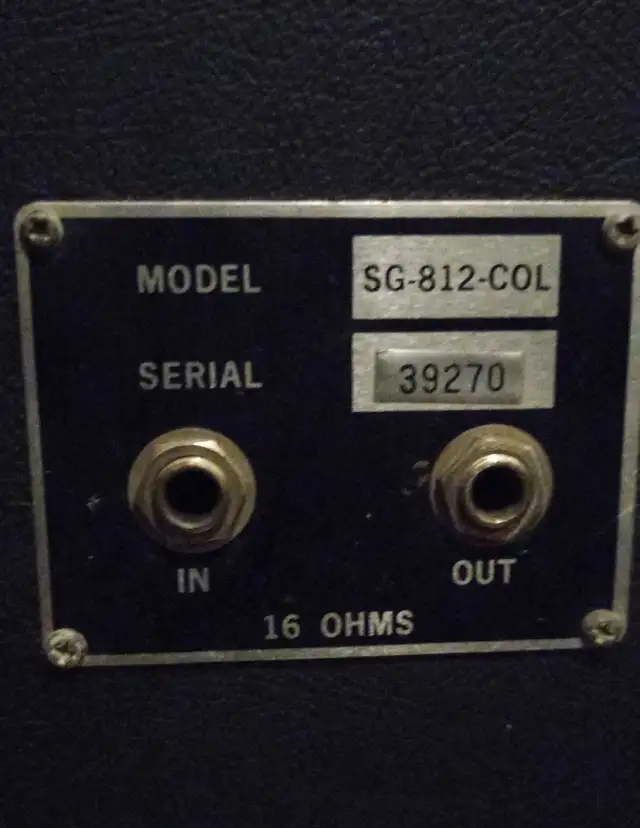 MODEL SG-812-COL
SERIAL 39270
IN OUT
16 OHMS